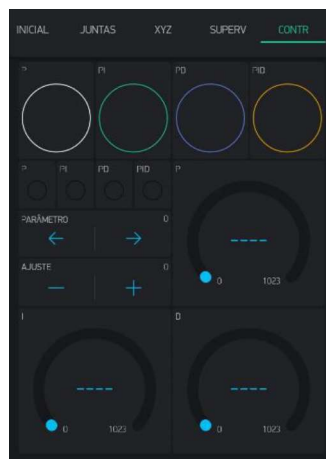 INICIAL JUNTAS XYZ SUPERV CONTR
P PI PD PID
P PI PD PID P
PARÂMETRO 0
← →
AJUSTE 0
— +
----
0 1023
I D
---- ----
0 1023 0 1023